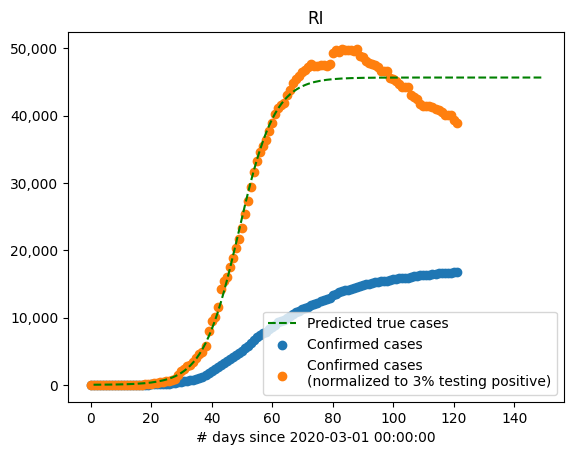 RI
50,000
40,000
30,000
20,000
10,000
0
Predicted true cases
Confirmed cases
Confirmed cases
(normalized to 3% testing positive)
0 20 40 60 80 100 120 140
# days since 2020-03-01 00:00:00